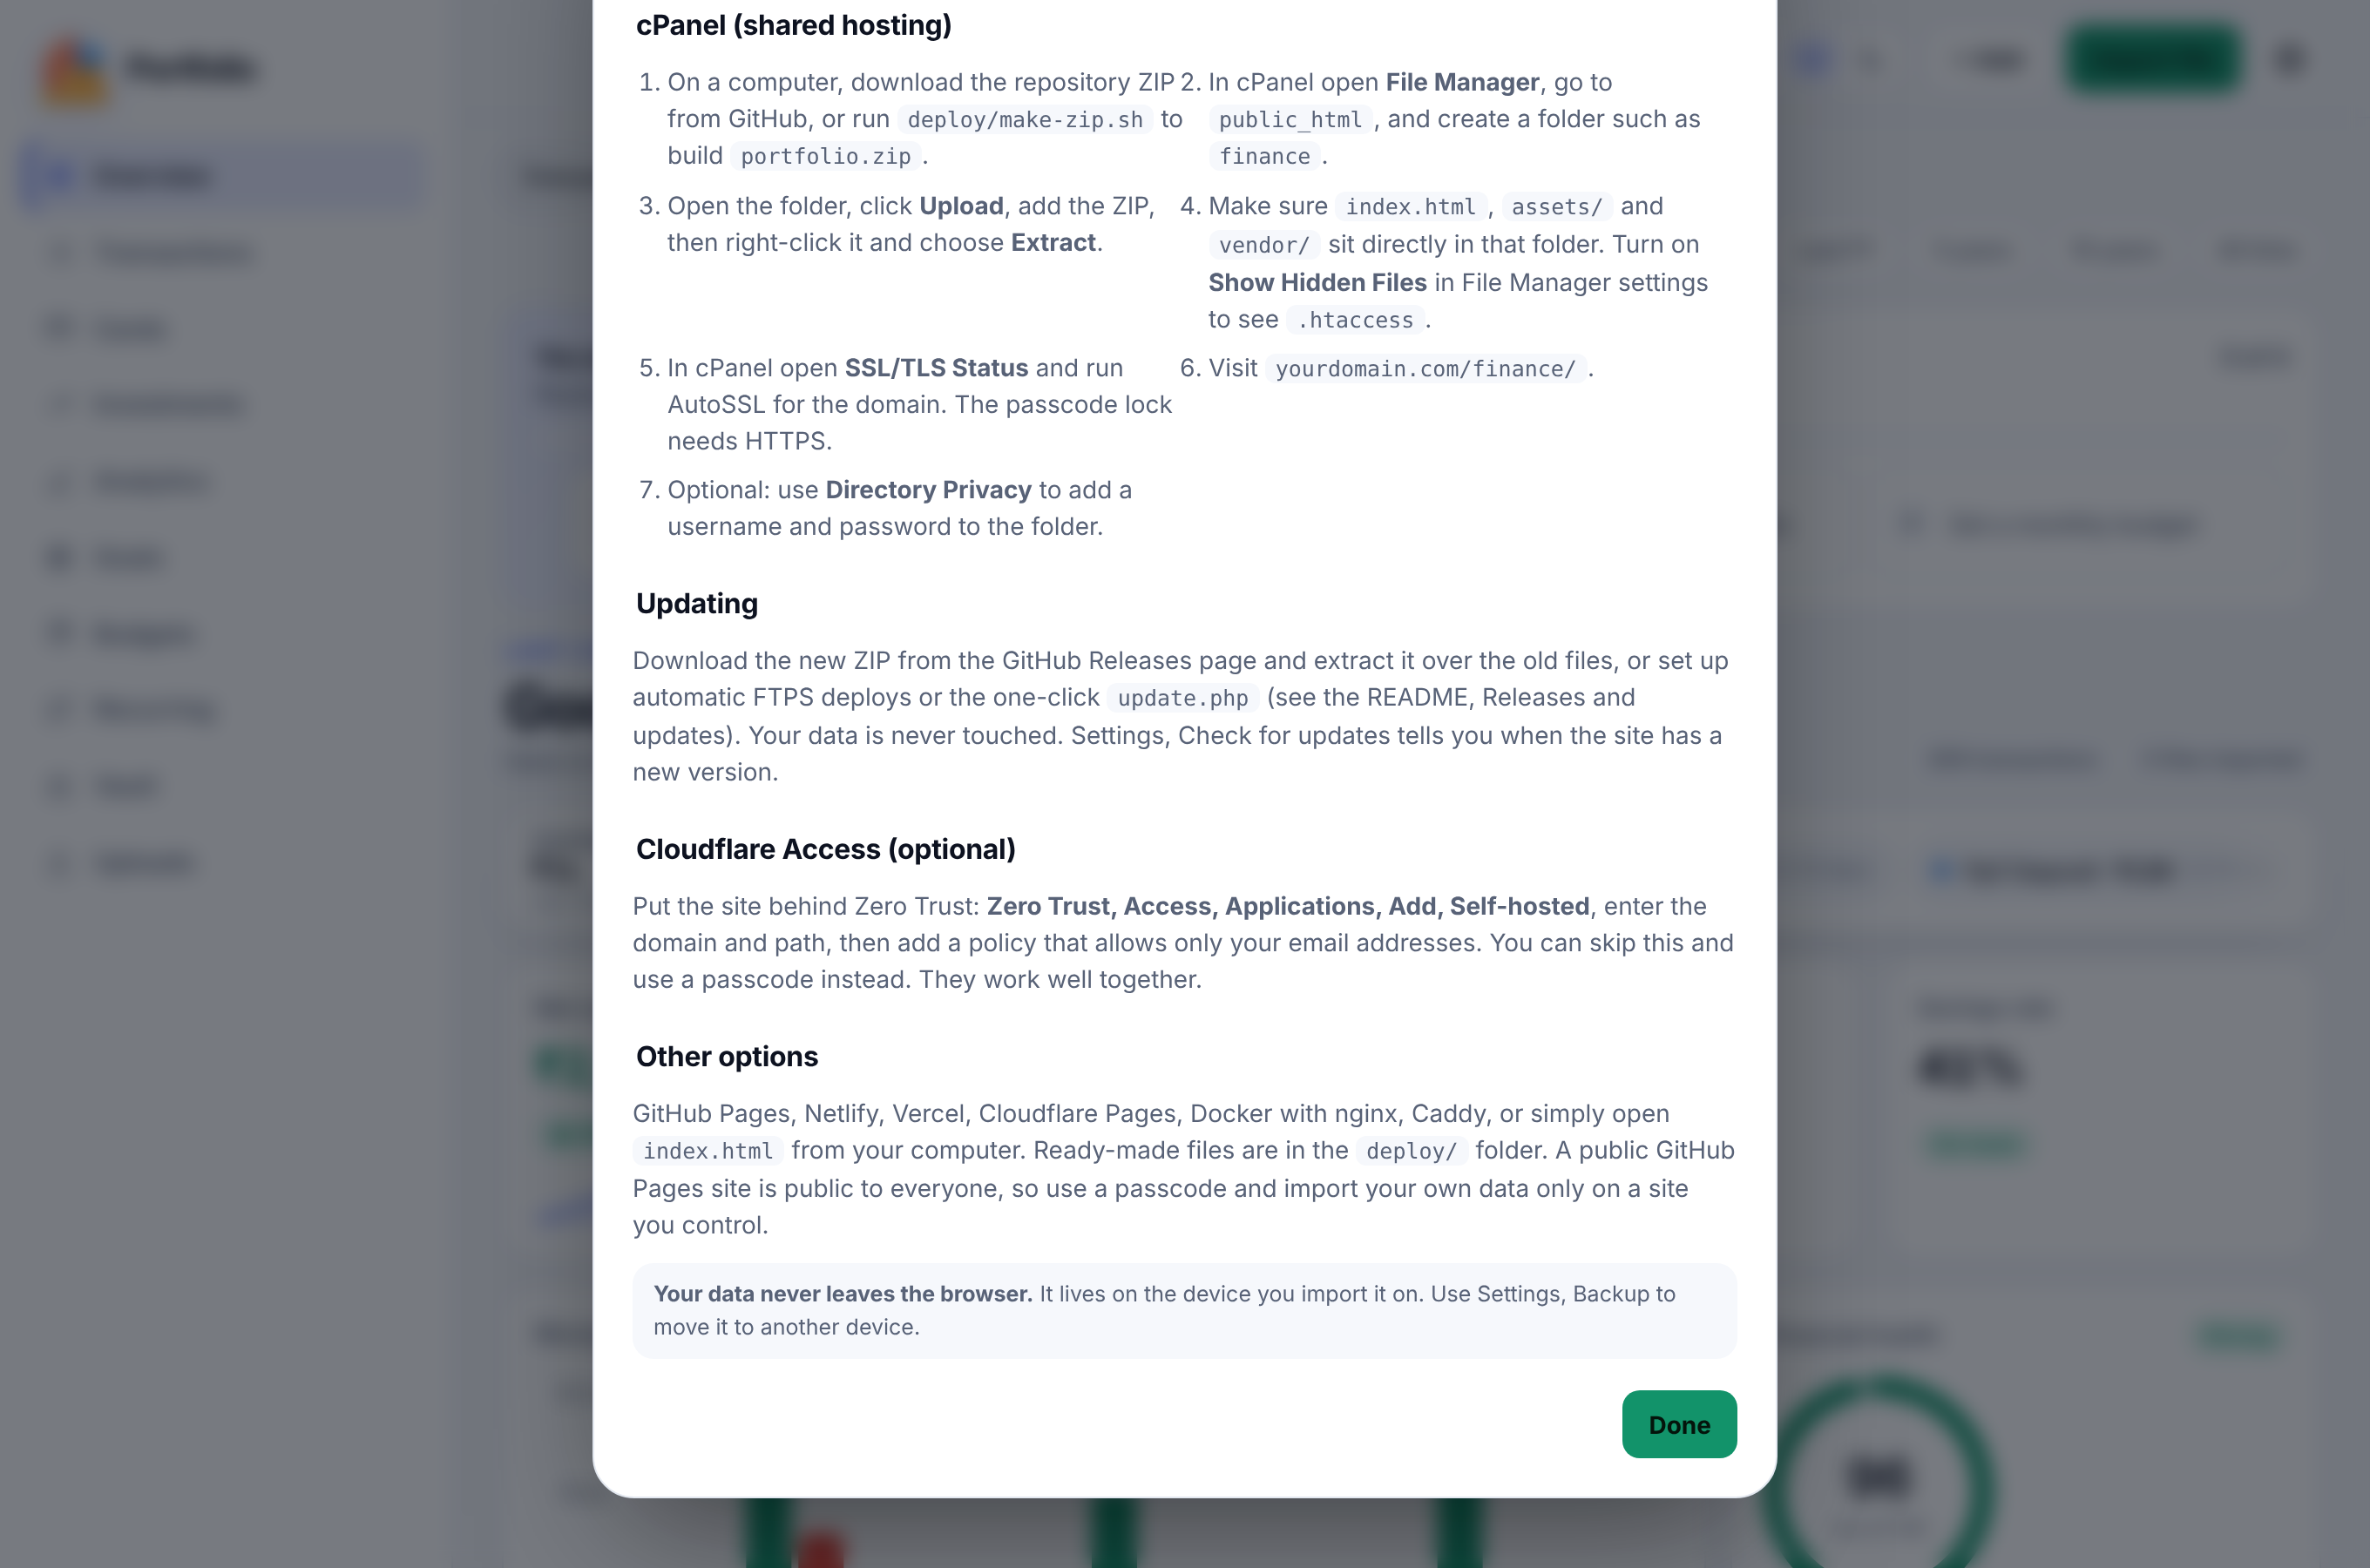 cPanel (shared hosting)
1. On a computer, download the repository ZIP
from GitHub, or run deploy/make-zip.sh to
build portfolio.zip.
2. In cPanel open File Manager, go to
public_html, and create a folder such as
finance.
3. Open the folder, click Upload, add the ZIP,
then right-click it and choose Extract.
4. Make sure index.html, assets/ and
vendor/ sit directly in that folder. Turn on
Show Hidden Files in File Manager settings
to see .htaccess.
5. In cPanel open SSL/TLS Status and run
AutoSSL for the domain. The passcode lock
needs HTTPS.
6. Visit yourdomain.com/finance/.
7. Optional: use Directory Privacy to add a
username and password to the folder.
Updating
Download the new ZIP from the GitHub Releases page and extract it over the old files, or set up
automatic FTPS deploys or the one-click update.php (see the README, Releases and
updates). Your data is never touched. Settings, Check for updates tells you when the site has a
new version.
Cloudflare Access (optional)
Put the site behind Zero Trust: Zero Trust, Access, Applications, Add, Self-hosted, enter the
domain and path, then add a policy that allows only your email addresses. You can skip this and
use a passcode instead. They work well together.
Other options
GitHub Pages, Netlify, Vercel, Cloudflare Pages, Docker with nginx, Caddy, or simply open
index.html from your computer. Ready-made files are in the deploy/ folder. A public GitHub
Pages site is public to everyone, so use a passcode and import your own data only on a site
you control.
Your data never leaves the browser. It lives on the device you import it on. Use Settings, Backup to
move it to another device.
Done